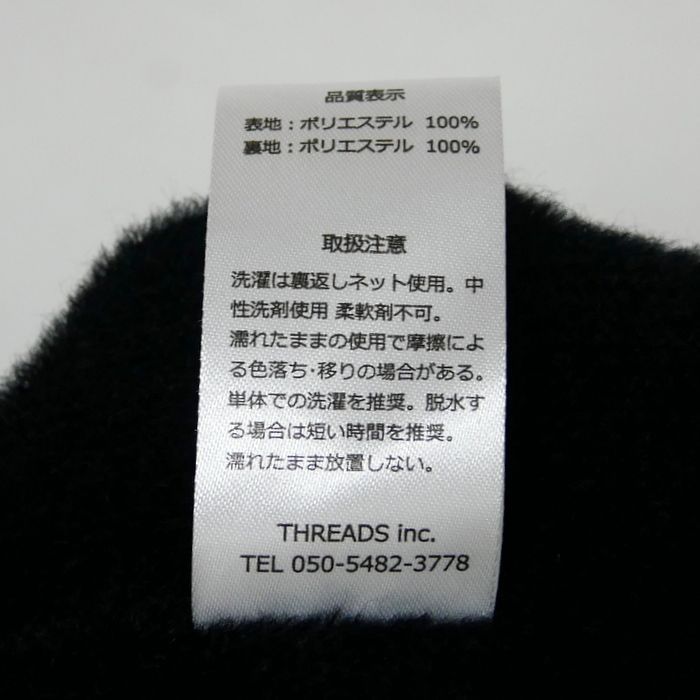 品質表示
表地：ポリエステル 100%
裏地：ポリエステル 100%
取扱注意
洗濯は裏返しネット使用。中
性洗剤使用 柔軟剤不可。
濡れたままの使用で摩擦によ
る色落ち･移りの場合がある。
単体での洗濯を推奨。脱水す
る場合は短い時間を推奨。
濡れたまま放置しない。
THREADS inc.
TEL 050-5482-3778